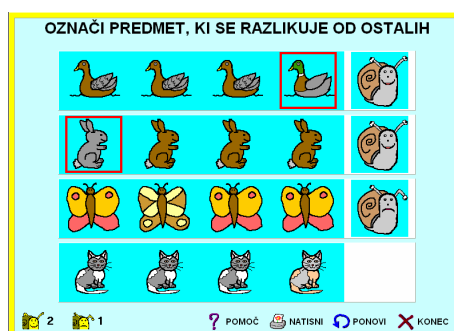 OZNAČI PREDMET, KI SE RAZLIKUJE OD OSTALIH
2 1 ? POMOČ NATISNI PONOVI KONEC